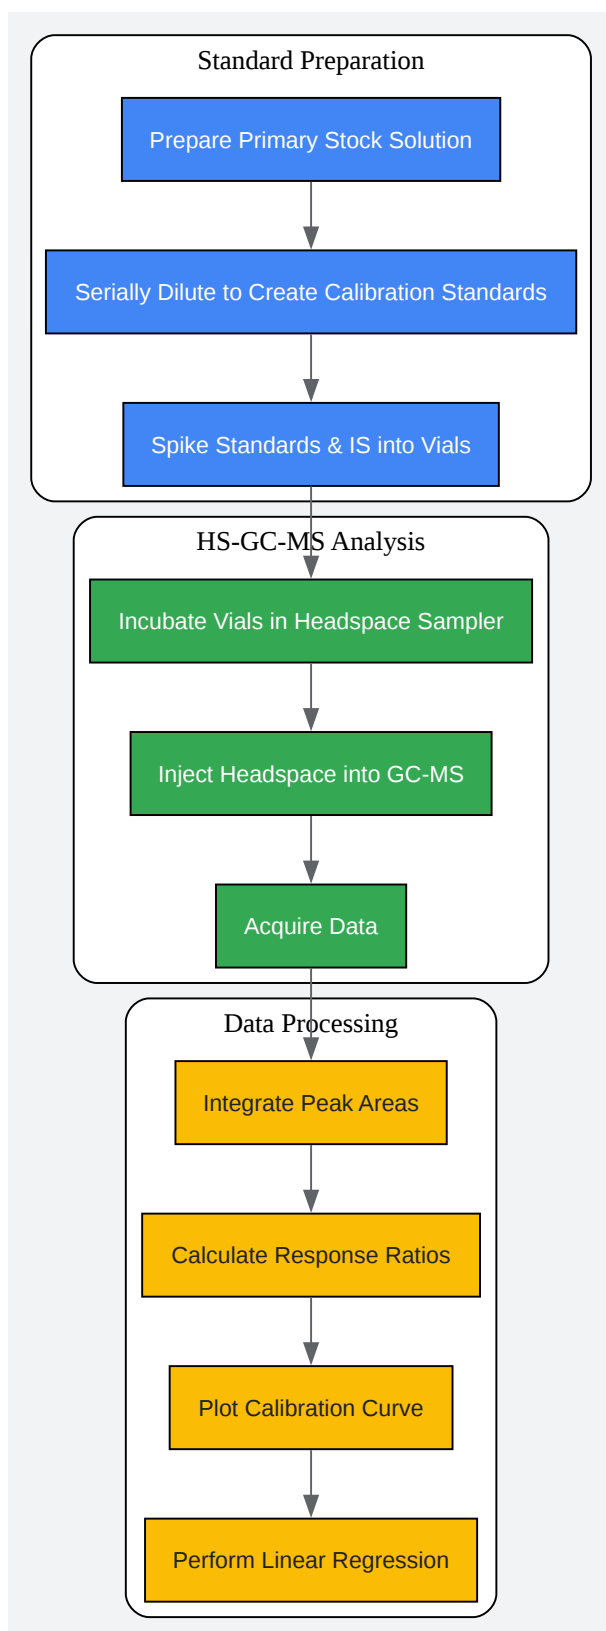 Standard Preparation
Prepare Primary Stock Solution
Serially Dilute to Create Calibration Standards
Spike Standards & IS into Vials
HS-GC-MS Analysis
Incubate Vials in Headspace Sampler
Inject Headspace into GC-MS
Acquire Data
Data Processing
Integrate Peak Areas
Calculate Response Ratios
Plot Calibration Curve
Perform Linear Regression